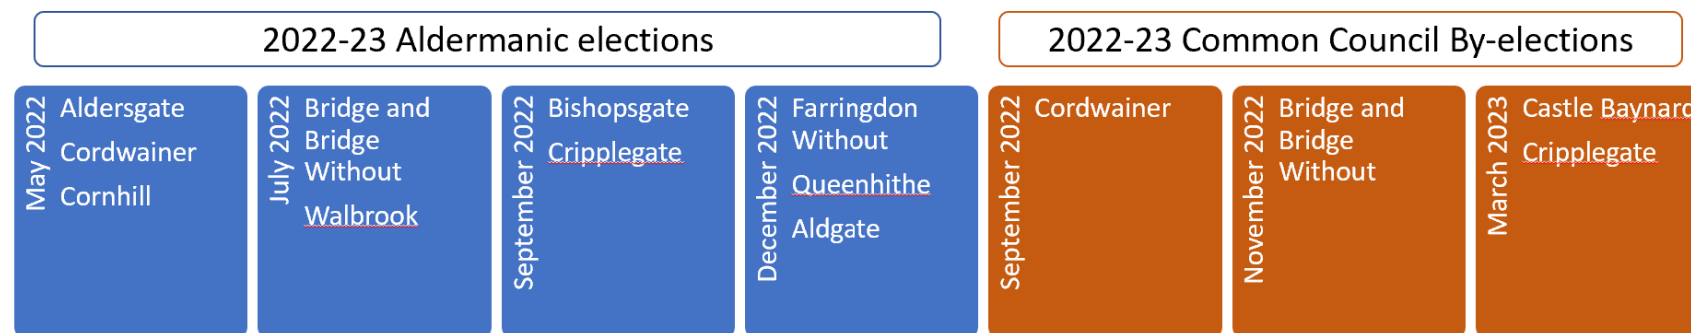 2022-23 Aldermanic elections
2022-23 Common Council By-elections
May 2022
Aldersgate
Cordwainer
Cornhill
July 2022
Bridge and
Bridge
Without
Walbrook
September 2022
Bishopsgate
Cripplegate
December 2022
Farringdon
Without
Queenhithe
Aldgate
September 2022
Cordwainer
November 2022
Bridge and
Bridge
Without
March 2023
Castle Baynard
Cripplegate